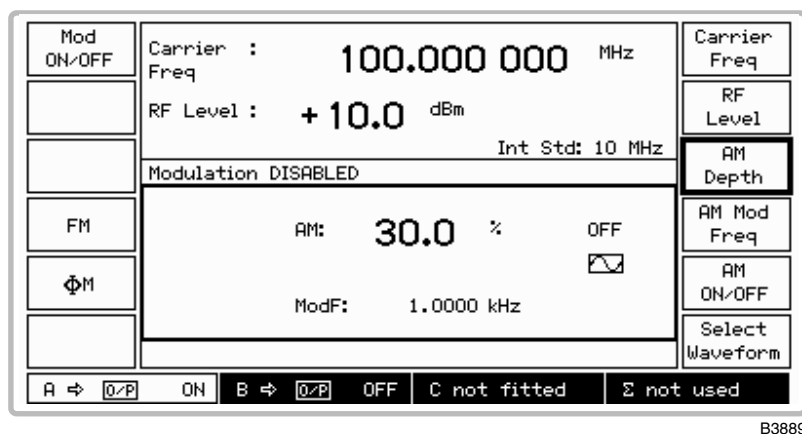 Mod
ON/OFF
FM
ΦM
Carrier :
Freq
100.000 000 MHz
RF Level : +10.0 dBm
Int Std: 10 MHz
Modulation DISABLED
AM: 30.0 % OFF
ModF: 1.0000 kHz
Carrier
Freq
RF
Level
AM
Depth
AM Mod
Freq
AM
ON/OFF
Select
Waveform
A ⇨ O/P ON B ⇨ O/P OFF C not fitted Σ not used
B3889